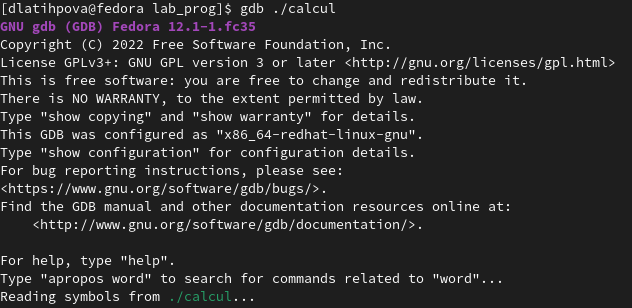 [dlatihpova@fedora lab_prog]$ gdb ./calcul
GNU gdb (GDB) Fedora 12.1-1.fc35
Copyright (C) 2022 Free Software Foundation, Inc.
License GPLv3+: GNU GPL version 3 or later <http://gnu.org/licenses/gpl.html>
This is free software: you are free to change and redistribute it.
There is NO WARRANTY, to the extent permitted by law.
Type "show copying" and "show warranty" for details.
This GDB was configured as "x86_64-redhat-linux-gnu".
Type "show configuration" for configuration details.
For bug reporting instructions, please see:
<https://www.gnu.org/software/gdb/bugs/>.
Find the GDB manual and other documentation resources online at:
    <http://www.gnu.org/software/gdb/documentation/>.

For help, type "help".
Type "apropos word" to search for commands related to "word"...
Reading symbols from ./calcul...